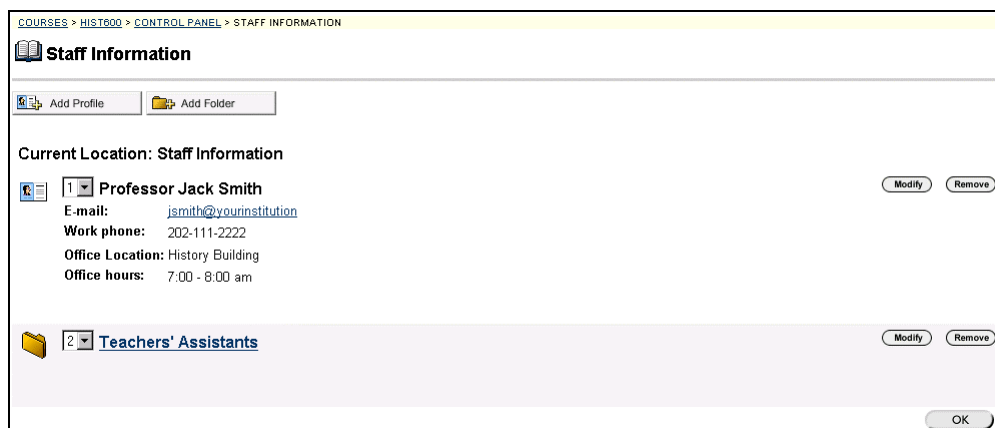 COURSES > HIST600 > CONTROL PANEL > STAFF INFORMATION
Staff Information
Add Profile Add Folder
Current Location: Staff Information
1 Professor Jack Smith Modify Remove
E-mail: jsmith@yourinstitution
Work phone: 202-111-2222
Office Location: History Building
Office hours: 7:00 - 8:00 am
2 Teachers' Assistants Modify Remove
OK